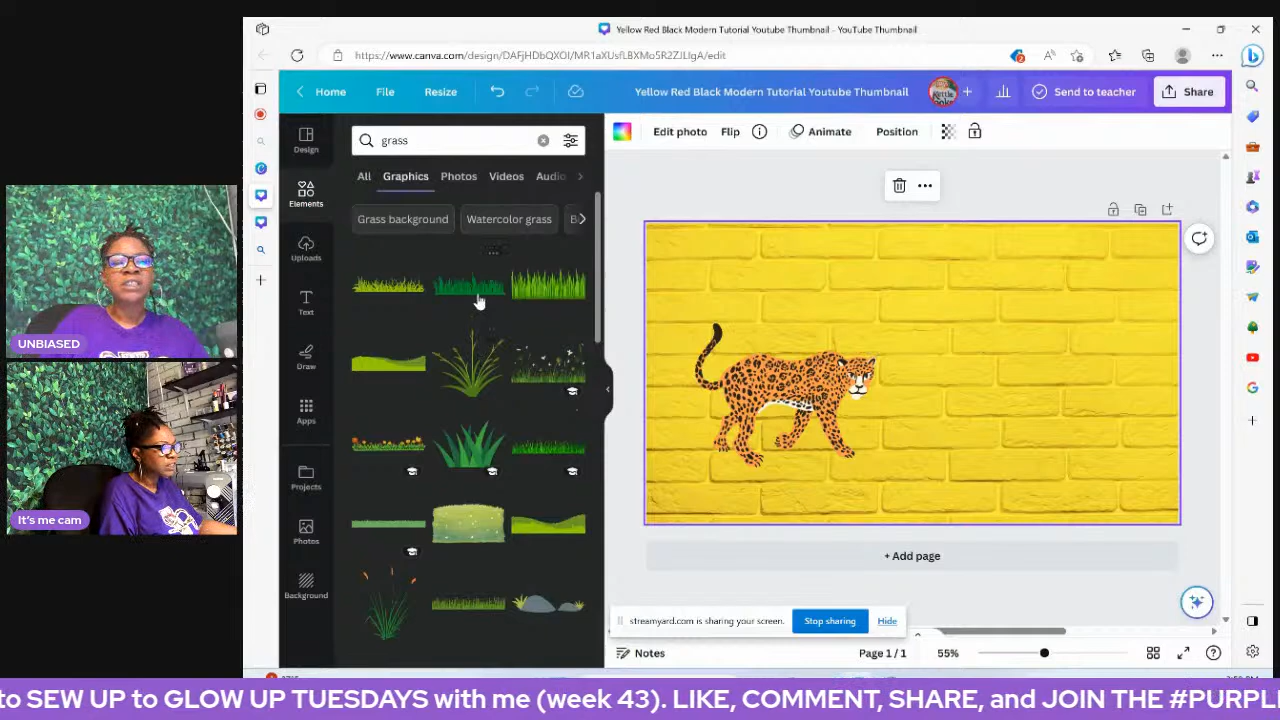 Yellow Red Black Modern Tutorial Youtube Thumbnail - YouTube Thumbnail
https://www.canva.com/design/DAFjHDbQXOI/MR1aXUsfLBXMo5R2ZJLIgA/edit
Home File Resize Yellow Red Black Modern Tutorial Youtube Thumbnail Send to teacher Share
grass
Edit photo Flip Animate Position
All Graphics Photos Videos Audio
Grass background Watercolor grass
Design
Elements
Uploads
Text
Draw
Apps
Projects
Photos
Background
+ Add page
streamyard.com is sharing your screen. Stop sharing Hide
Notes Page 1 / 1 55%
UNBIASED
It's me cam
to SEW UP to GLOW UP TUESDAYS with me (week 43). LIKE, COMMENT, SHARE, and JOIN THE #PURPL